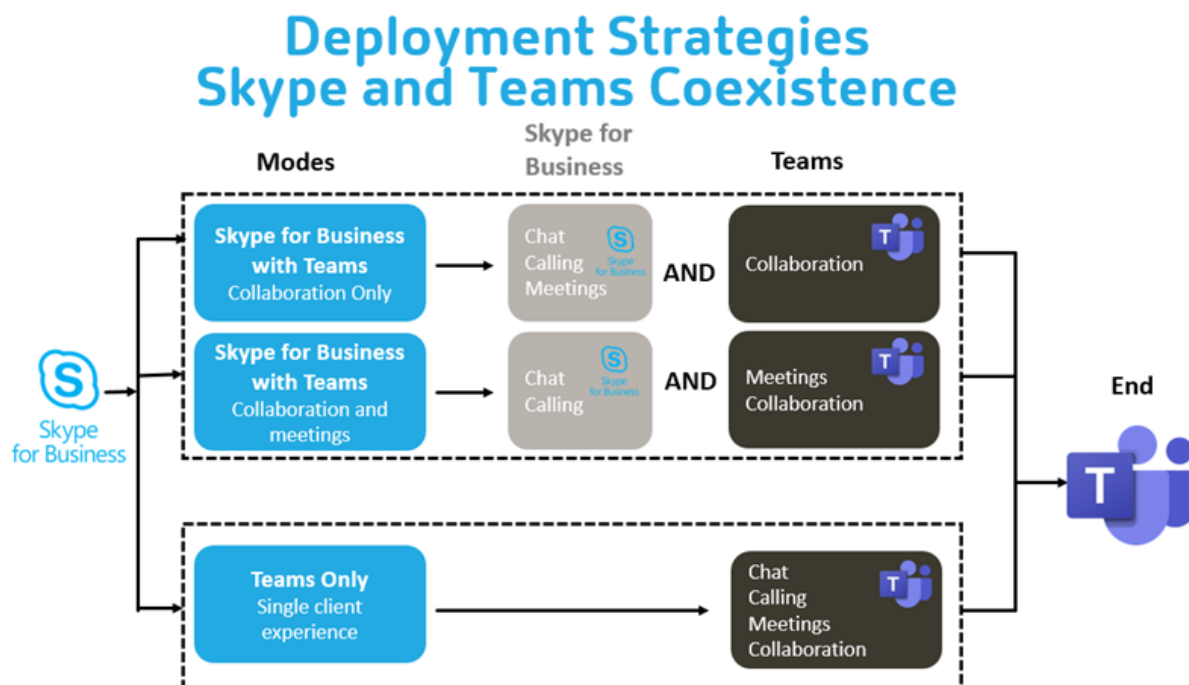 Deployment Strategies
Skype and Teams Coexistence
Modes
Skype for
Business
Teams
Skype for Business
with Teams
Collaboration Only
Chat
Calling
Meetings
S
Skype
for Business
AND
Collaboration
T
Skype for Business
with Teams
Collaboration and
meetings
Chat
Calling
S
Skype
for Business
AND
Meetings
Collaboration
T
S
Skype
for Business
End
T
Teams Only
Single client
experience
Chat
Calling
Meetings
Collaboration
T